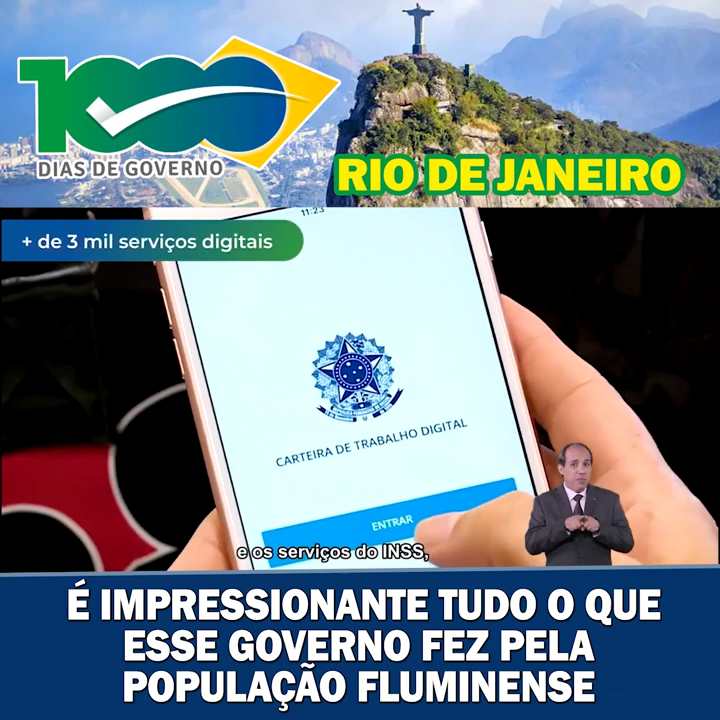 1000
DIAS DE GOVERNO
RIO DE JANEIRO
+ de 3 mil serviços digitais
11:23
CARTEIRA DE TRABALHO DIGITAL
ENTRAR
e os serviços do INSS,
É IMPRESSIONANTE TUDO O QUE
ESSE GOVERNO FEZ PELA
POPULAÇÃO FLUMINENSE